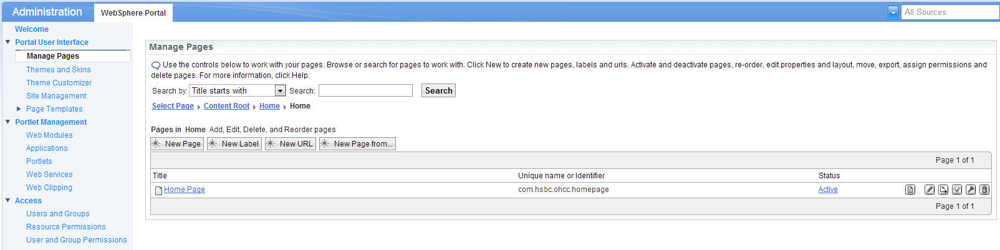 Administration
WebSphere Portal
All Sources
Welcome
Portal User Interface
Manage Pages
Themes and Skins
Theme Customizer
Site Management
Page Templates
Portlet Management
Web Modules
Applications
Portlets
Web Services
Web Clipping
Access
Users and Groups
Resource Permissions
User and Group Permissions
Manage Pages
Use the controls below to work with your pages. Browse or search for pages to work with. Click New to create new pages, labels and urls. Activate and deactivate pages, re-order, edit properties and layout, move, export, assign permissions and
delete pages. For more information, click Help.
Search by: Title starts with Search: Search
Select Page Content Root Home Home
Pages in Home Add, Edit, Delete, and Reorder pages
New Page New Label New URL New Page from...
Page 1 of 1
Title Unique name or Identifier Status
Home Page com.hsbc.ohcc.homepage Active
Page 1 of 1